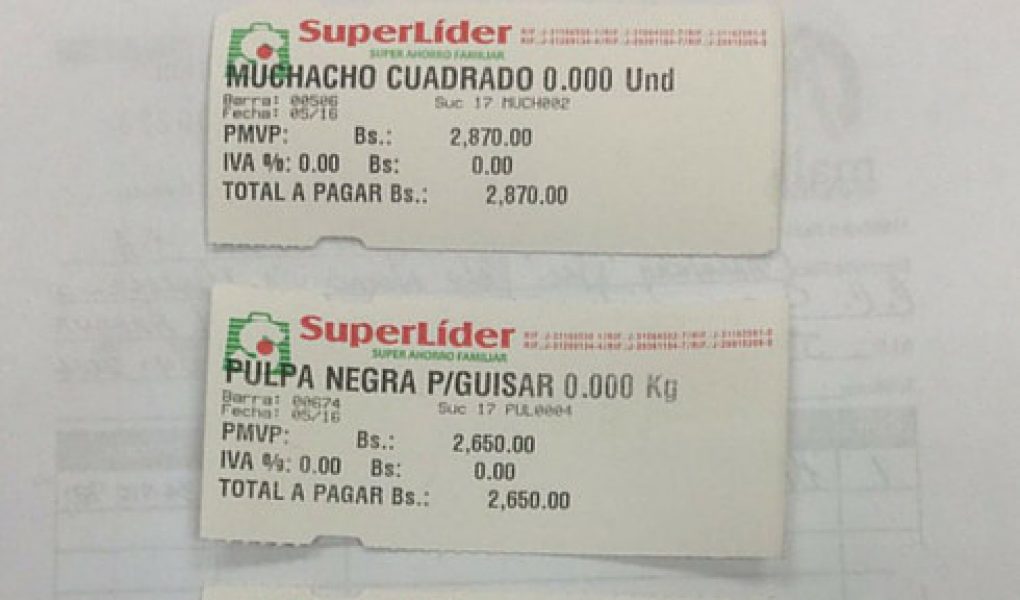 SuperLíder
SUPER AHORRO FAMILIAR
MUCHACHO CUADRADO 0.000 Und
Barra: 00506 Suc 17 MUCH002
Fecha: 05/16
PMVP: Bs.: 2,870.00
IVA %: 0.00 Bs: 0.00
TOTAL A PAGAR Bs.: 2,870.00
SuperLíder
SUPER AHORRO FAMILIAR
PULPA NEGRA P/GUISAR 0.000 Kg
Barra: 00674 Suc 17 PUL0004
Fecha: 05/16
PMVP: Bs.: 2,650.00
IVA %: 0.00 Bs: 0.00
TOTAL A PAGAR Bs.: 2,650.00